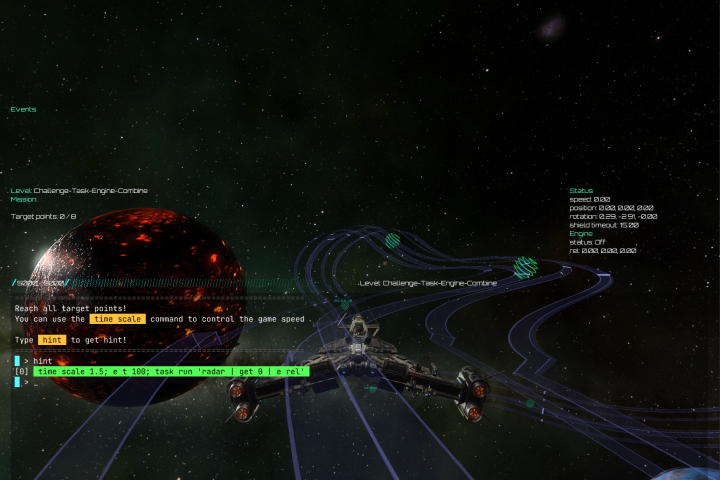 Events
Level: Challenge-Task-Engine-Combine
Mission:
Target points: 0/8
Status
speed: 0.00
position: 0.00, 0.00, 0.00
rotation: 0.29, -2.91, -0.00
shield timeout: 15.00
Engine
status: Off
rel: 0.00, 0.00, 0.00
Level Challenge-Task-Engine-Combine
Reach all target points!
You can use the time scale command to control the game speed
Type hint to get hint!
> hint
[0] time scale 1.5; e t 100; task run 'radar | get 0 | e rel'
>